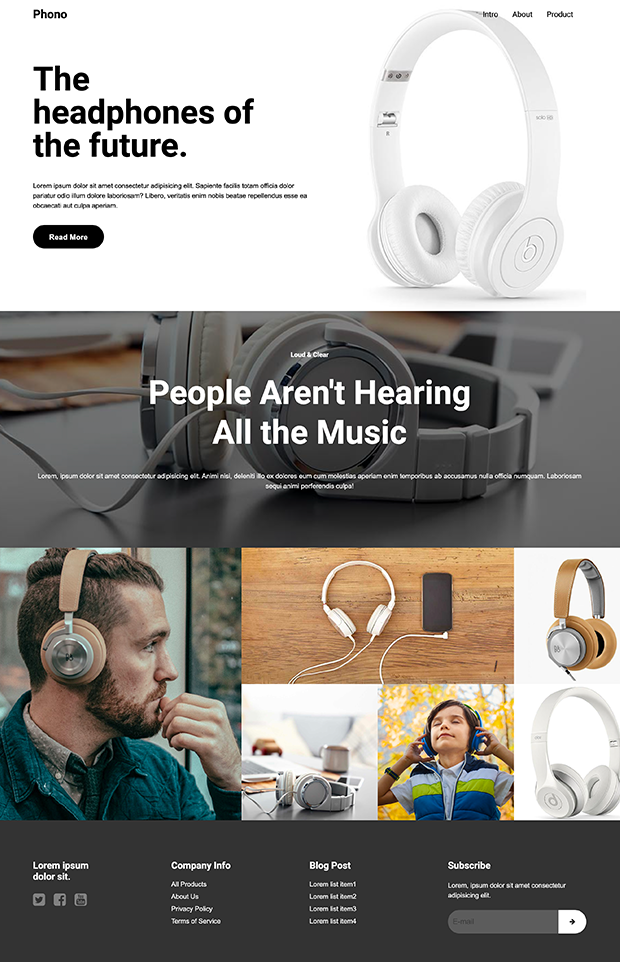 Phono
Intro About Product
The
headphones of
the future.
Lorem ipsum dolor sit amet consectetur adipisicing elit. Sapiente facilis totam officia dolor
pariatur odio illum dolore laboriosam? Libero, veritatis enim nobis beatae repellendus esse ea
obcaecati aut culpa aperiam.
Read More
solo HD
R
b
Loud & Clear
People Aren't Hearing
All the Music
Lorem, ipsum dolor sit amet consectetur adipisicing elit. Animi nisi, deleniti illo ex dolores eum cum molestias aperiam enim temporibus ab accusamus nulla officia numquam. Laboriosam
sequi animi porferendis culpa!
Lorem ipsum
dolor sit.
Company Info
All Products
About Us
Privacy Policy
Terms of Service
Blog Post
Lorem list item1
Lorem list item2
Lorem list item3
Lorem list item4
Subscribe
Lorem, ipsum dolor sit amet consectetur
adipisicing elit.
E-mail